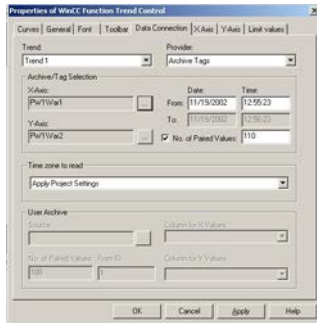 Properties of WinCC Function Trend Control
Curves General Font Toolbar Data Connection X Axis Y-Axis Limit values
Trend: Provider:
Trend 1 Archive Tags
Archive/Tag Selection
X-Axis: Date: Time:
PW1\Var1 ... From: 11/19/2002 12:55:23
Y-Axis: To: 11/19/2002 12:56:23
PW1\Var2 ... No. of Paired Values: 110
Time zone to read
Apply Project Settings
User Archive
Source: Column for X Values:
No. of Paired Values: From ID: Column for Y Values:
100 1
OK Cancel Apply Help